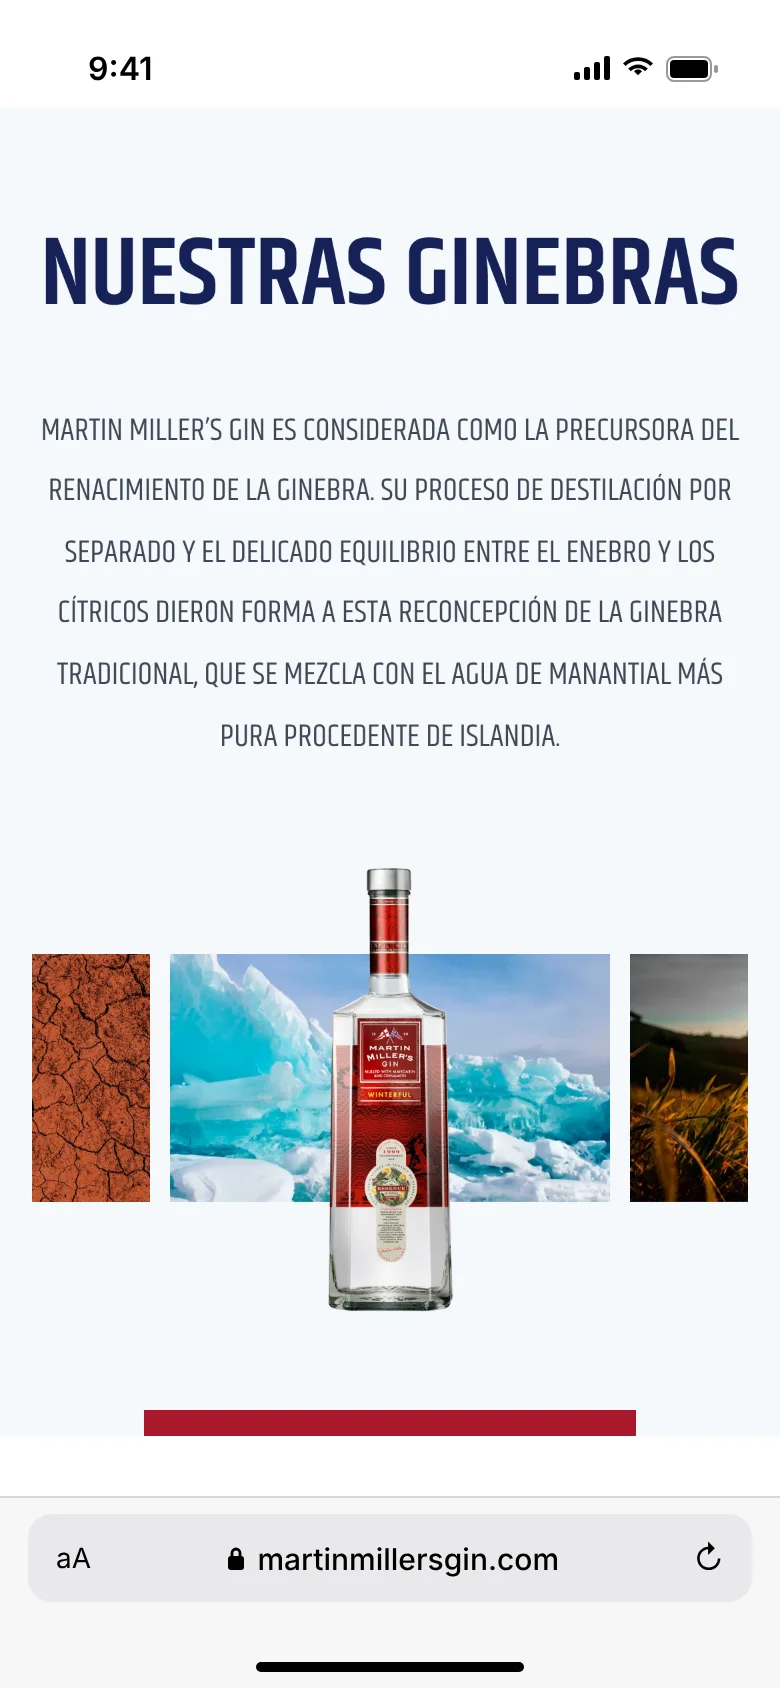 9:41
NUESTRAS GINEBRAS
MARTIN MILLER’S GIN ES CONSIDERADA COMO LA PRECURSORA DEL
RENACIMIENTO DE LA GINEBRA. SU PROCESO DE DESTILACIÓN POR
SEPARADO Y EL DELICADO EQUILIBRIO ENTRE EL ENEBRO Y LOS
CÍTRICOS DIERON FORMA A ESTA RECONCEPCIÓN DE LA GINEBRA
TRADICIONAL, QUE SE MEZCLA CON EL AGUA DE MANANTIAL MÁS
PURA PROCEDENTE DE ISLANDIA.
MARTIN
MILLER'S
GIN
WINTERFUL
1999
ESSENCE
aA
martinmillersgin.com